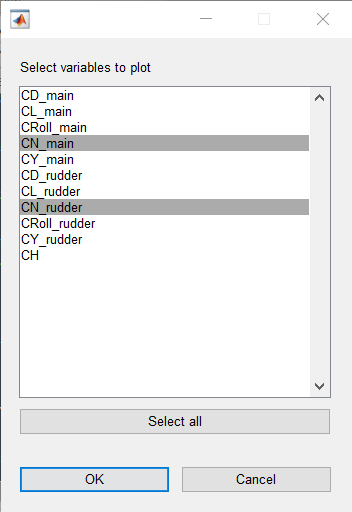 Select variables to plot
CD_main
CL_main
CRoll_main
CN_main
CY_main
CD_rudder
CL_rudder
CN_rudder
CRoll_rudder
CY_rudder
CH
Select all
OK Cancel